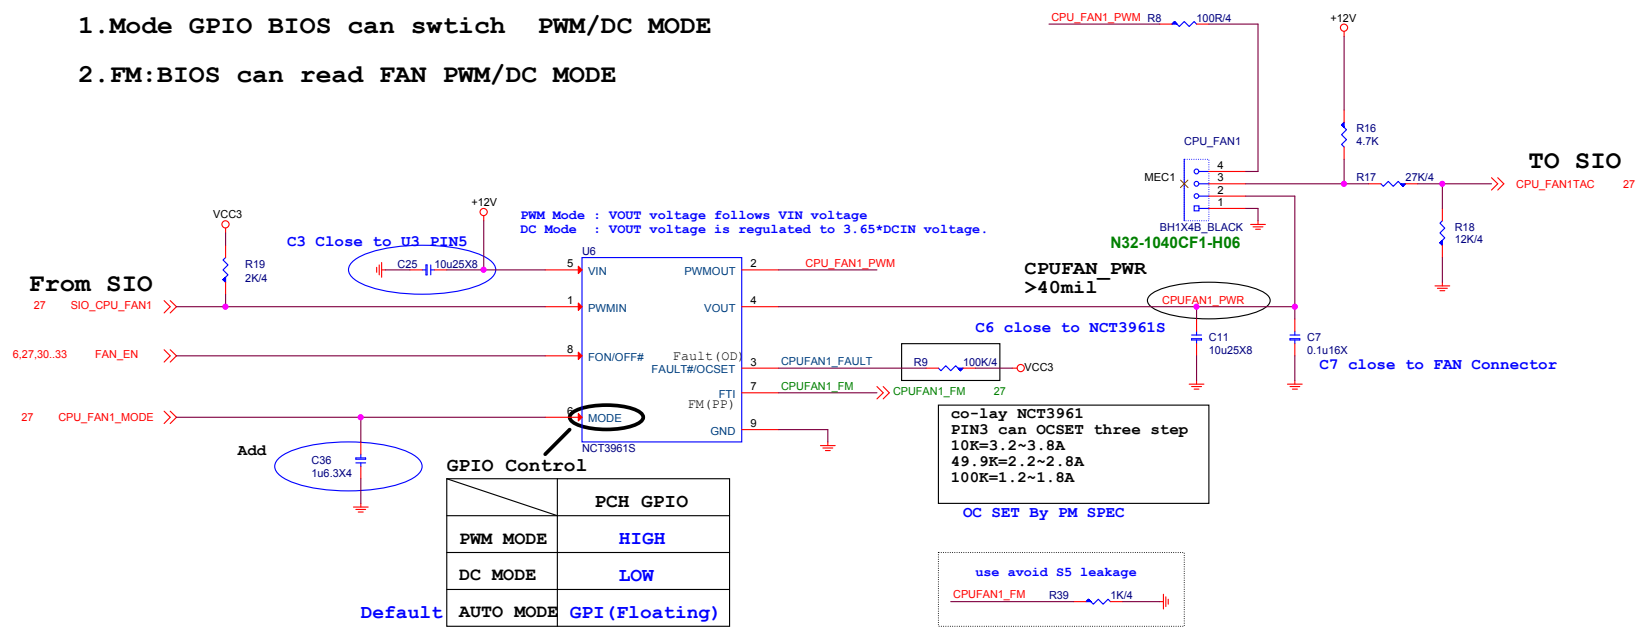 1.Mode GPIO BIOS can swtich PWM/DC MODE
2.FM:BIOS can read FAN PWM/DC MODE
CPU_FAN1_PWM R8 100R/4
+12V
R16
4.7K
CPU_FAN1
MEC1
4
3
2
1
BH1X4B_BLACK
N32-1040CF1-H06
R17 27K/4
TO SIO
CPU_FAN1TAC 27
R18
12K/4
VCC3
+12V
PWM Mode : VOUT voltage follows VIN voltage
DC Mode : VOUT voltage is regulated to 3.65*DCIN voltage.
C3 Close to U3 PIN5
C25 10u25X8
R19
2K/4
From SIO
27 SIO_CPU_FAN1
6,27,30..33 FAN_EN
27 CPU_FAN1_MODE
Add
C36
1u6.3X4
U6
5 VIN
1 PWMIN
8 FON/OFF#
6 MODE
PWMOUT 2 CPU_FAN1_PWM
VOUT 4
Fault(OD)
FAULT#/OCSET 3 CPUFAN1_FAULT
FTI 7 CPUFAN1_FM
FM(PP)
GND 9
NCT3961S
CPUFAN_PWR
>40mil
CPUFAN1_PWR
C6 close to NCT3961S
C11
10u25X8
C7
0.1u16X
C7 close to FAN Connector
R9 100K/4
VCC3
CPUFAN1_FM 27
co-lay NCT3961
PIN3 can OCSET three step
10K=3.2~3.8A
49.9K=2.2~2.8A
100K=1.2~1.8A
OC SET By PM SPEC
GPIO Control
PCH GPIO
PWM MODE HIGH
DC MODE LOW
Default AUTO MODE GPI(Floating)
use avoid S5 leakage
CPUFAN1_FM R39 1K/4